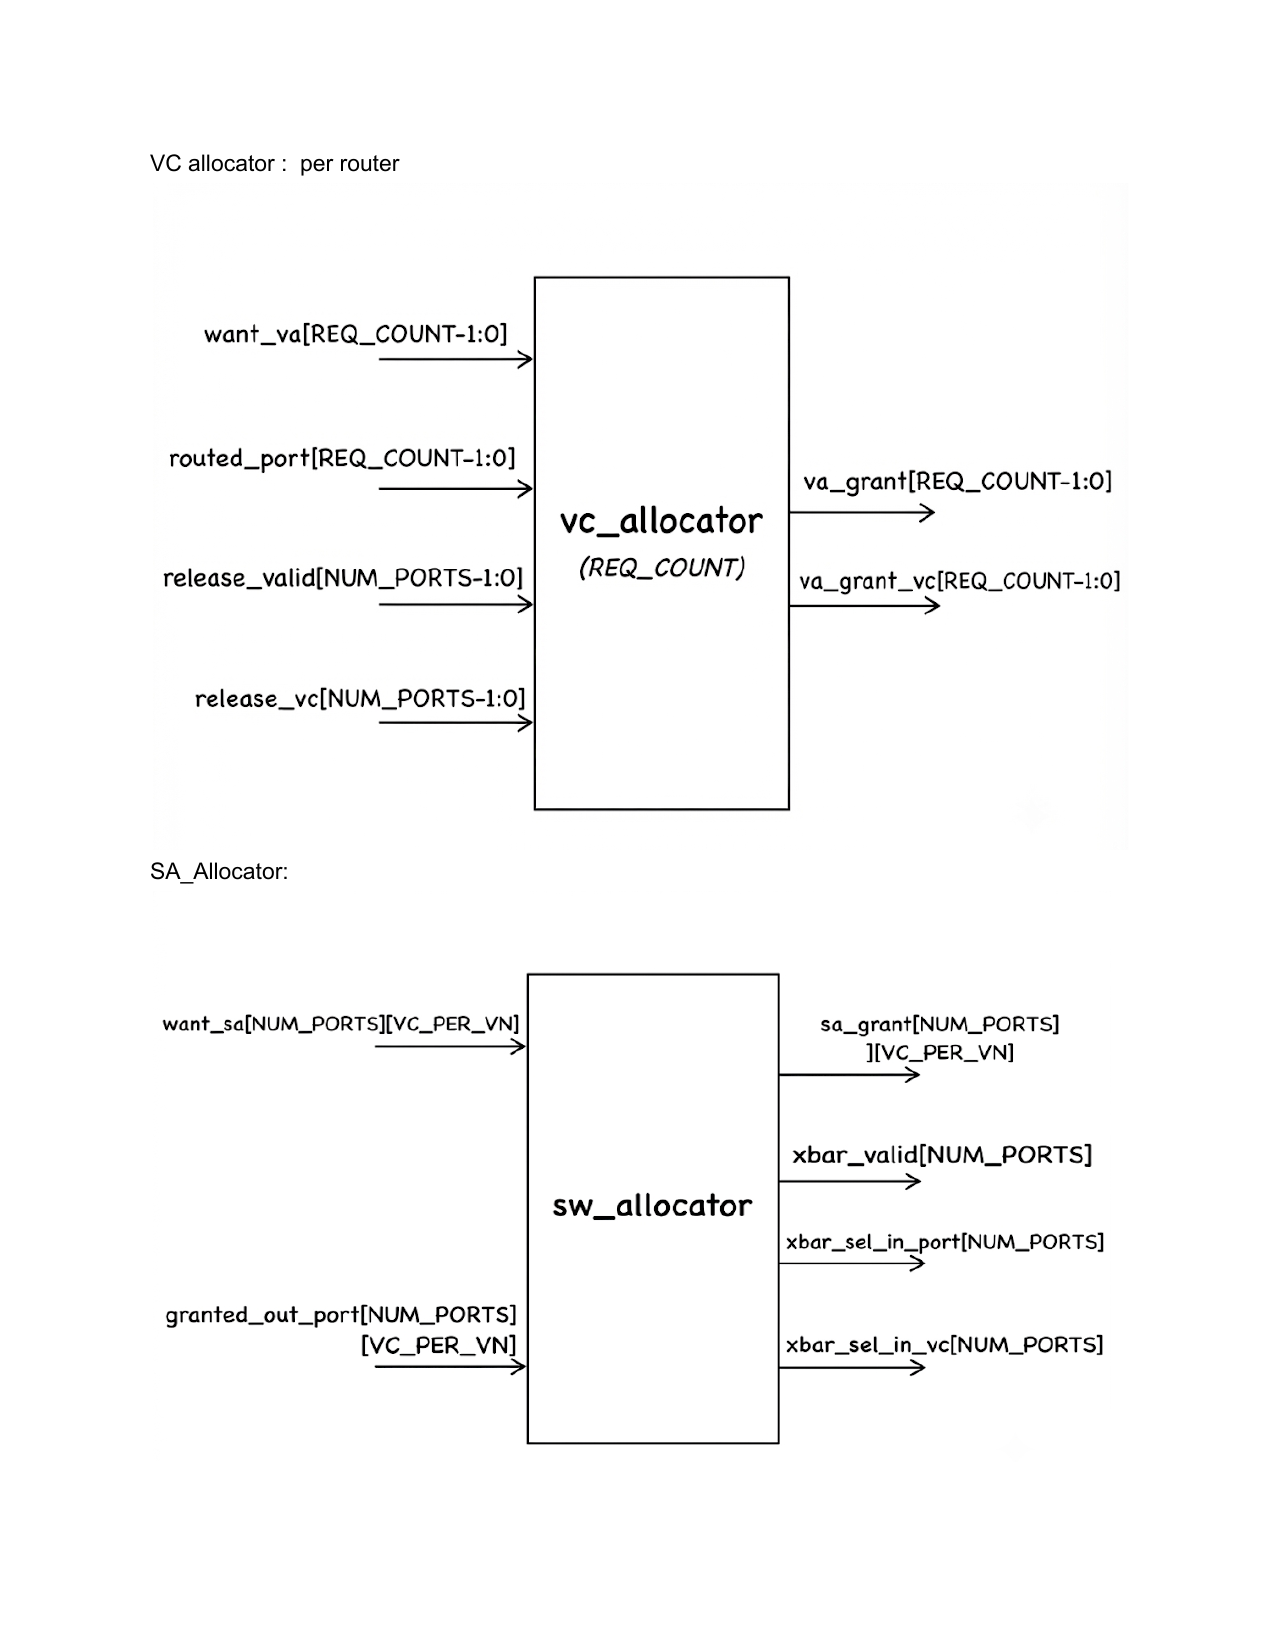 VC allocator :  per router
want_va[REQ_COUNT-1:0]
routed_port[REQ_COUNT-1:0]
release_valid[NUM_PORTS-1:0]
release_vc[NUM_PORTS-1:0]
vc_allocator
(REQ_COUNT)
va_grant[REQ_COUNT-1:0]
va_grant_vc[REQ_COUNT-1:0]
SA_Allocator:
want_sa[NUM_PORTS][VC_PER_VN]
granted_out_port[NUM_PORTS]
[VC_PER_VN]
sw_allocator
sa_grant[NUM_PORTS]
][VC_PER_VN]
xbar_valid[NUM_PORTS]
xbar_sel_in_port[NUM_PORTS]
xbar_sel_in_vc[NUM_PORTS]